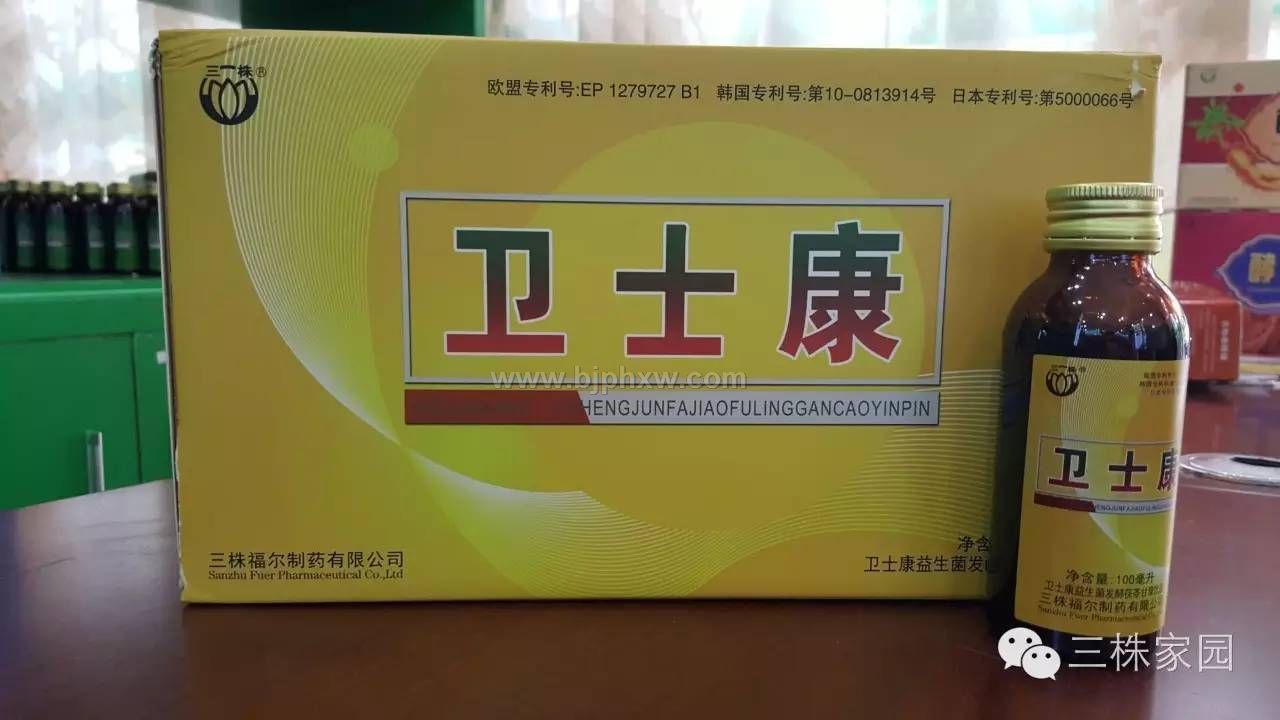 三株®
欧盟专利号:EP 1279727 B1 韩国专利号:第10-0813914号 日本专利号:第5000066号
卫士康
www.bjphxw.com
HENGJUNFAJIAOFULINGGANCAOYINPIN
三株福尔制药有限公司
Sanzhu Fuer Pharmaceutical Co.,Ltd
净含
卫士康益生菌发
三株
卫士康
净含量:100毫升
卫士康益生菌发酵茯苓甘草饮品
三株福尔制药有限公
Sanzhu Fuer Pharmaceutical Co.
三株家园